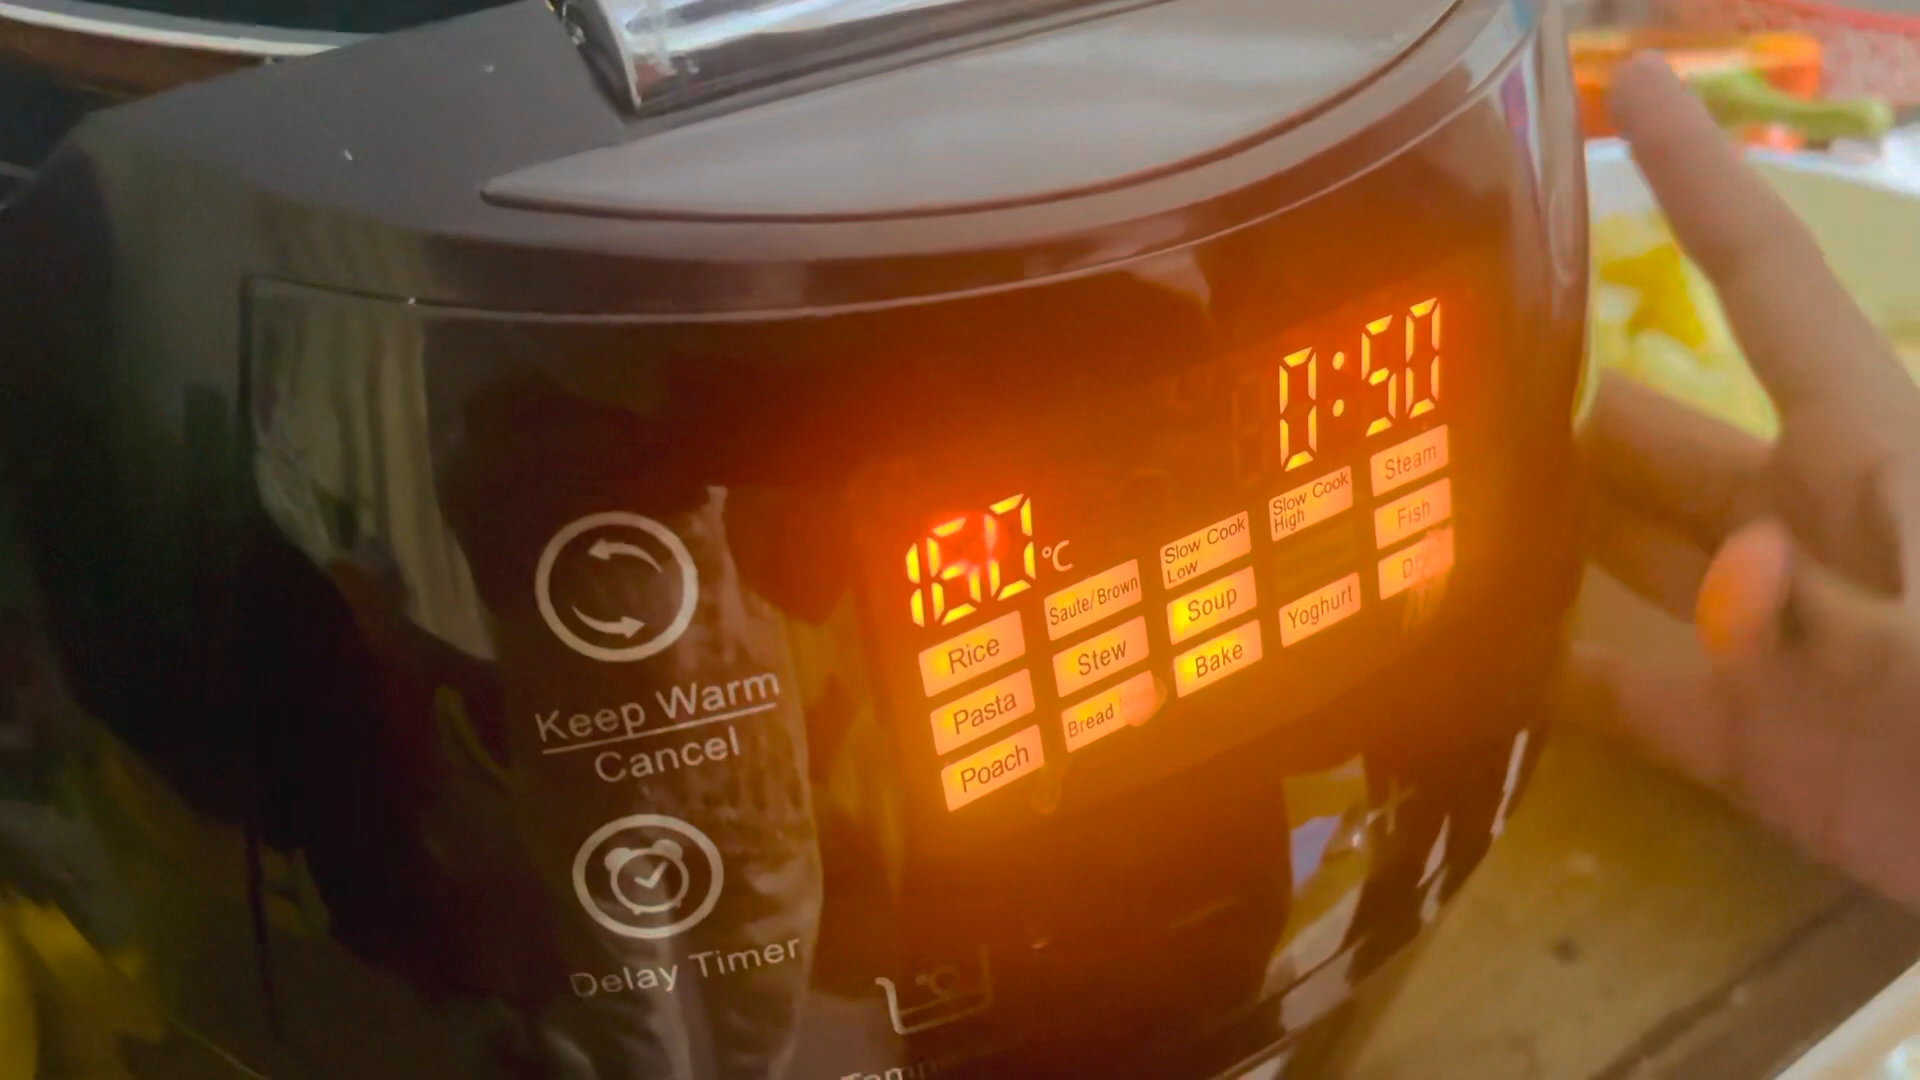 0:50
160 °C
Rice
Pasta
Poach
Saute/Brown
Stew
Bread
Slow Cook
Low
Soup
Bake
Slow Cook
High
Yoghurt
Steam
Fish
Keep Warm
Cancel
Delay Timer